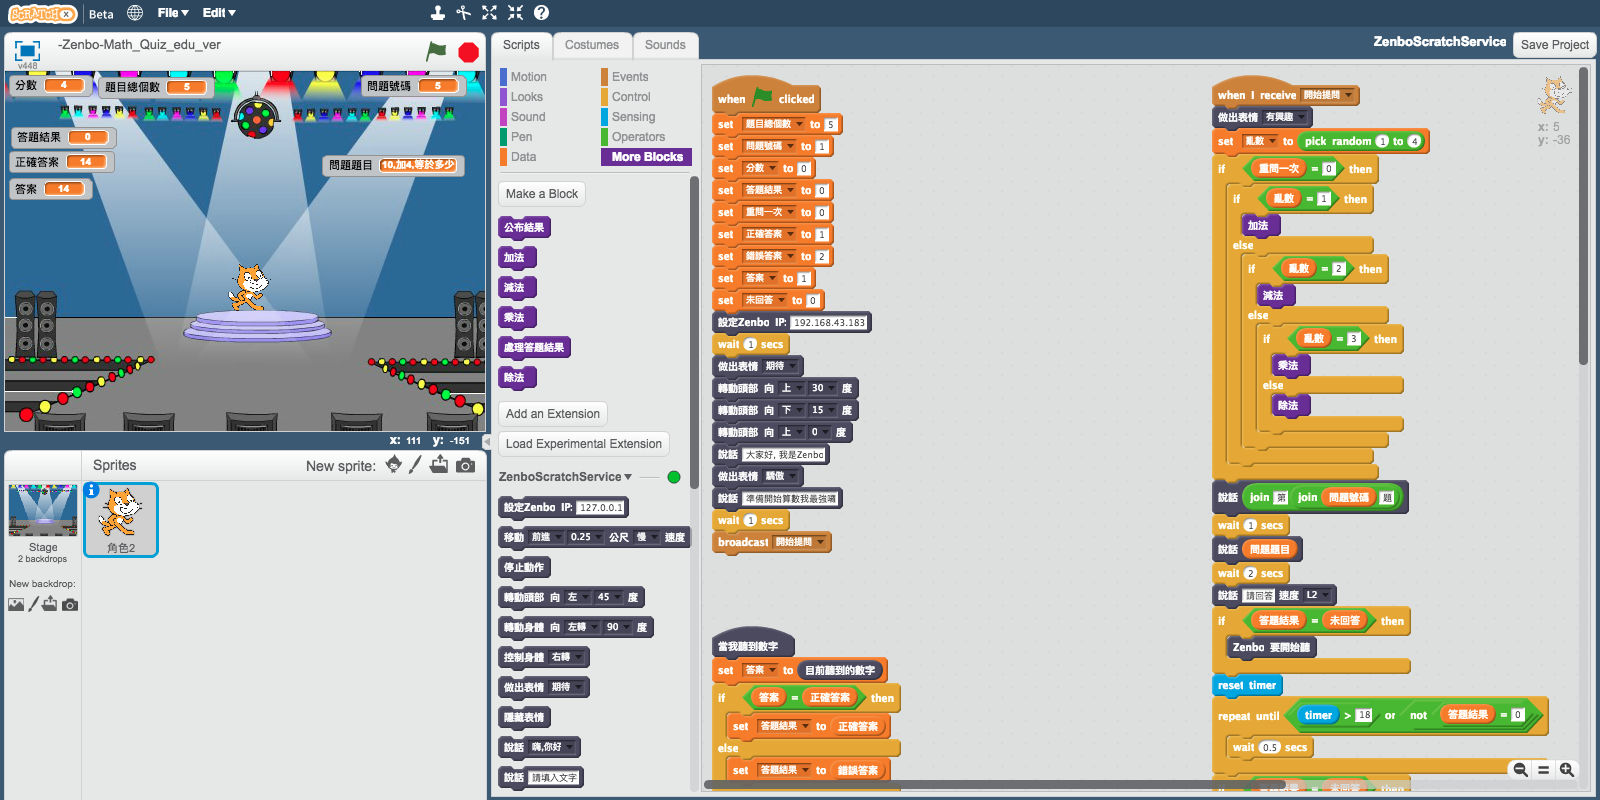 SCRATCHX Beta File▼ Edit▼
-Zenbo-Math_Quiz_edu_ver
v448
分數 4
題目總個數 5
問題號碼 5
答題結果 0
正確答案 14
答案 14
問題題目 10,加4,等於多少
x: 111 y: -151
Sprites New sprite:
Stage
2 backdrops
New backdrop:
角色2
Scripts Costumes Sounds
ZenboScratchService Save Project
Motion Events
Looks Control
Sound Sensing
Pen Operators
Data More Blocks
Make a Block
公布結果
加法
減法
乘法
處理答題結果
除法
Add an Extension
Load Experimental Extension
ZenboScratchService▼
設定Zenbo IP: 127.0.0.1
移動 前進 0.25 公尺 慢 速度
停止動作
轉動頭部 向 左 45 度
轉動身體 向 左轉 90 度
控制身體 右轉
做出表情 期待
隱藏表情
說話 嗨,你好
說話 請填入文字
when clicked
set 題目總個數 to 5
set 問題號碼 to 1
set 分數 to 0
set 答題結果 to 0
set 重問一次 to 0
set 正確答案 to 1
set 錯誤答案 to 2
set 答案 to 1
set 未回答 to 0
設定Zenbo IP: 192.168.43.183
wait 1 secs
做出表情 期待
轉動頭部 向 上 30 度
轉動頭部 向 下 15 度
轉動頭部 向 上 0 度
說話 大家好, 我是Zenbo
做出表情 驕傲
說話 準備開始算數我最強囉
wait 1 secs
broadcast 開始提問
當我聽到數字
set 答案 to 目前聽到的數字
if 答案 = 正確答案 then
set 答題結果 to 正確答案
else
set 答題結果 to 錯誤答案
when I receive 開始提問
做出表情 有興趣
set 亂數 to pick random 1 to 4
if 重問一次 = 0 then
if 亂數 = 1 then
加法
else
if 亂數 = 2 then
減法
else
if 亂數 = 3 then
乘法
else
除法
說話 join 第 join 問題號碼 題
wait 1 secs
說話 問題題目
wait 2 secs
說話 請回答 速度 L2
if 答題結果 = 未回答 then
Zenbo 要開始聽
reset timer
repeat until timer > 18 or not 答題結果 = 0
wait 0.5 secs
if 答題結果 = 未回答 then
x: 5
y: -36